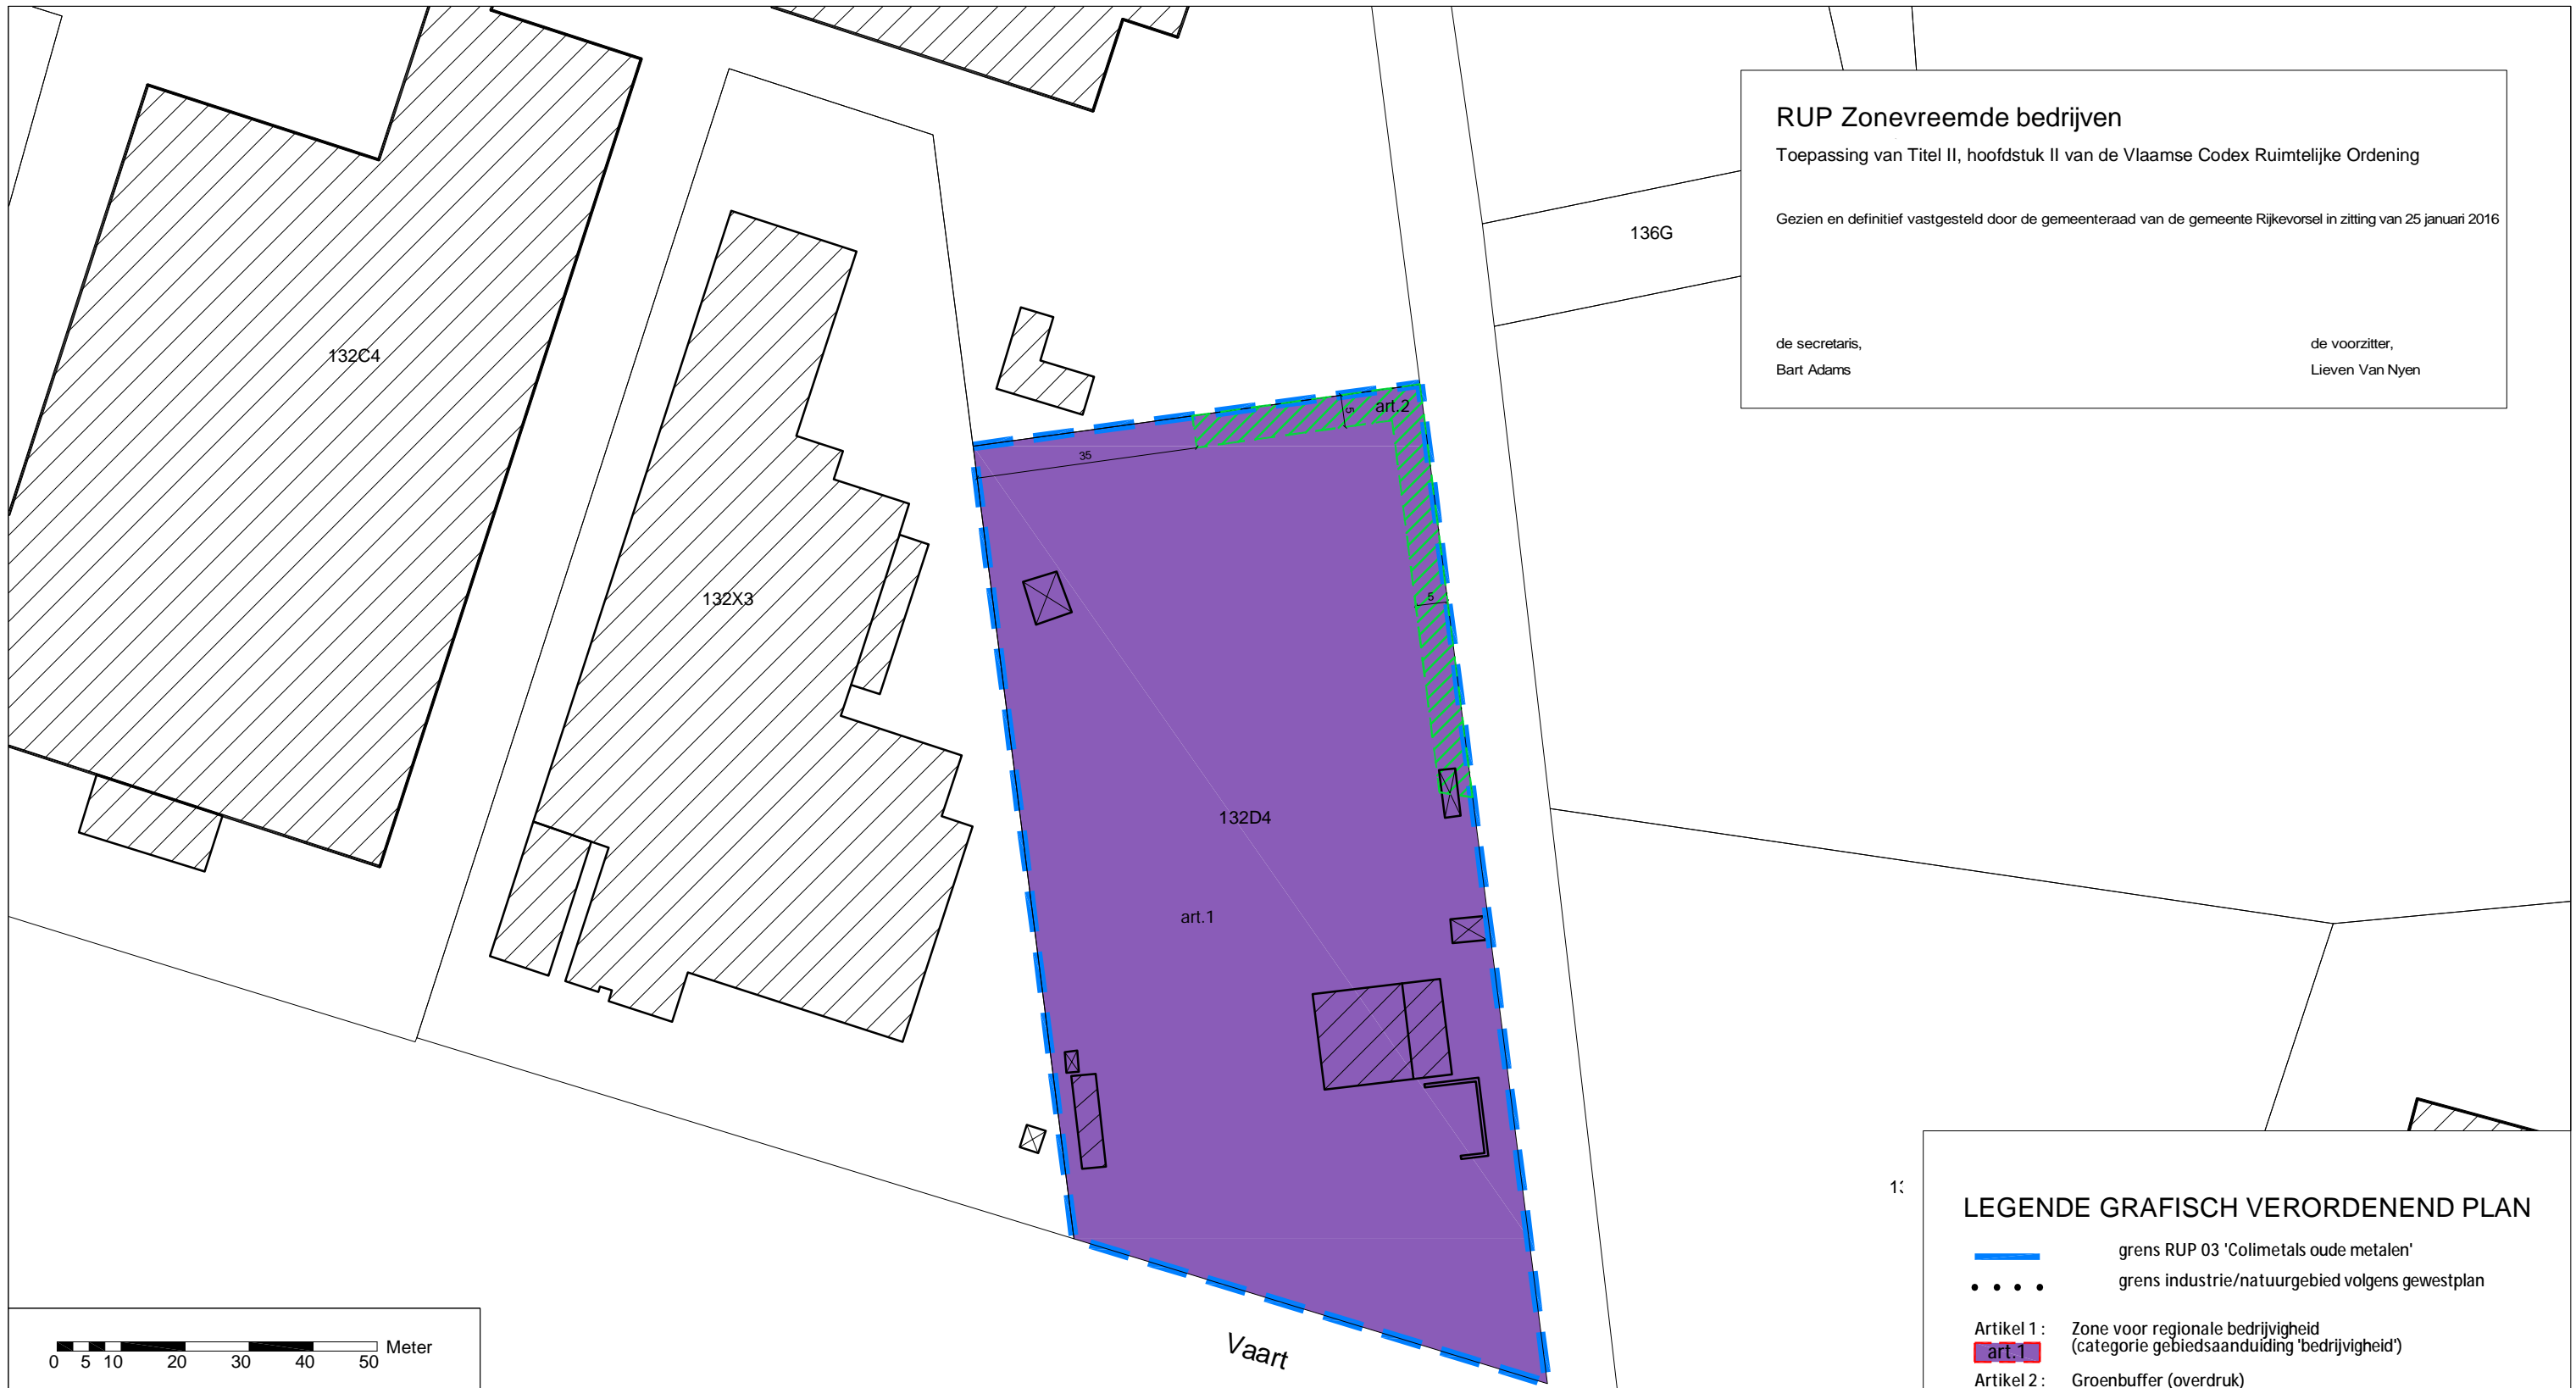 RUP Zonevreemde bedrijven
Toepassing van Titel II, hoofdstuk II van de Vlaamse Codex Ruimtelijke Ordening
Gezien en definitief vastgesteld door de gemeenteraad van de gemeente Rijkevorsel in zitting van 25 januari 2016
de secretaris,
de voorzitter,
Bart Adams
Lieven Van Nyen
136G
132C4
art.2
5
35
132X3
5
132D4
art.1
Vaart
LEGENDE GRAFISCH VERORDENEND PLAN
grens RUP 03 'Colimetals oude metalen'
grens industrie/natuurgebied volgens gewestplan
Artikel 1 : Zone voor regionale bedrijvigheid
art.1 (categorie gebiedsaanduiding 'bedrijvigheid')
Artikel 2 : Groenbuffer (overdruk)
Meter
0 5 10 20 30 40 50